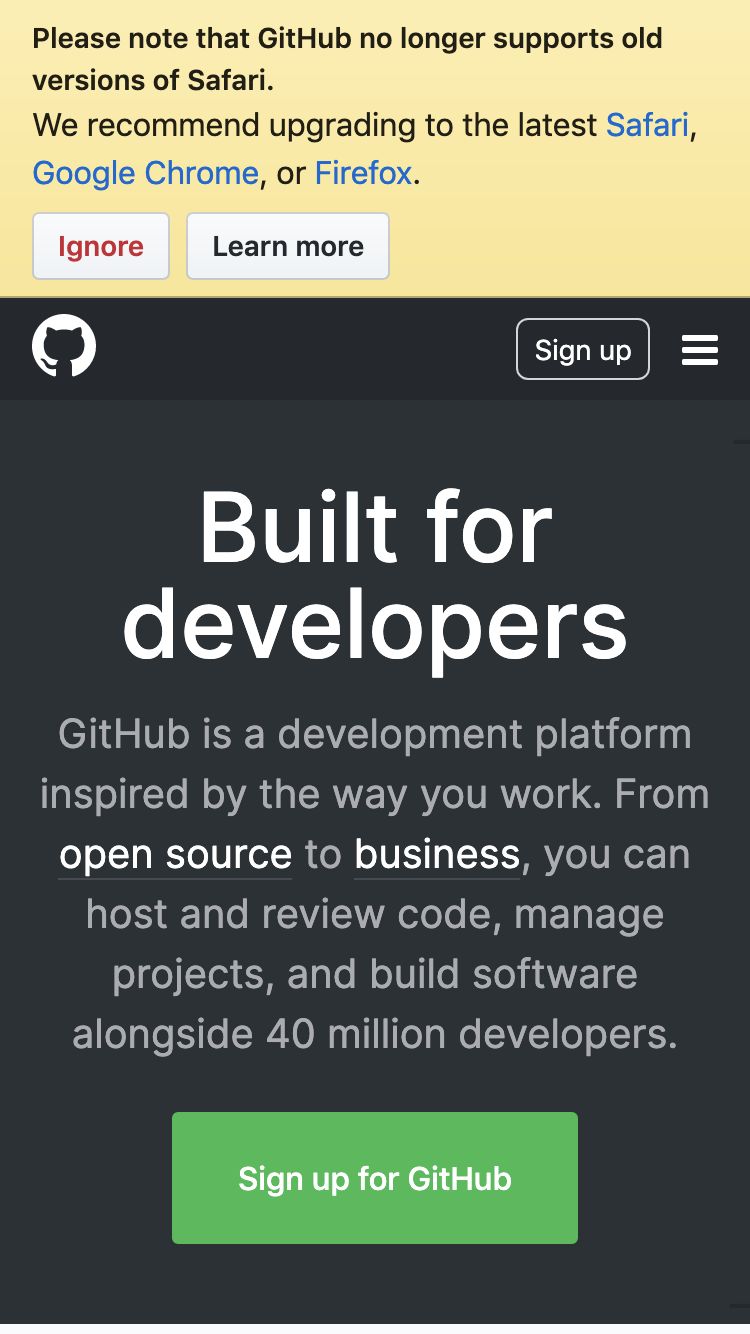 Please note that GitHub no longer supports old
versions of Safari.
We recommend upgrading to the latest Safari,
Google Chrome, or Firefox.
Ignore
Learn more
Sign up
Built for
developers
GitHub is a development platform
inspired by the way you work. From
open source to business, you can
host and review code, manage
projects, and build software
alongside 40 million developers.
Sign up for GitHub